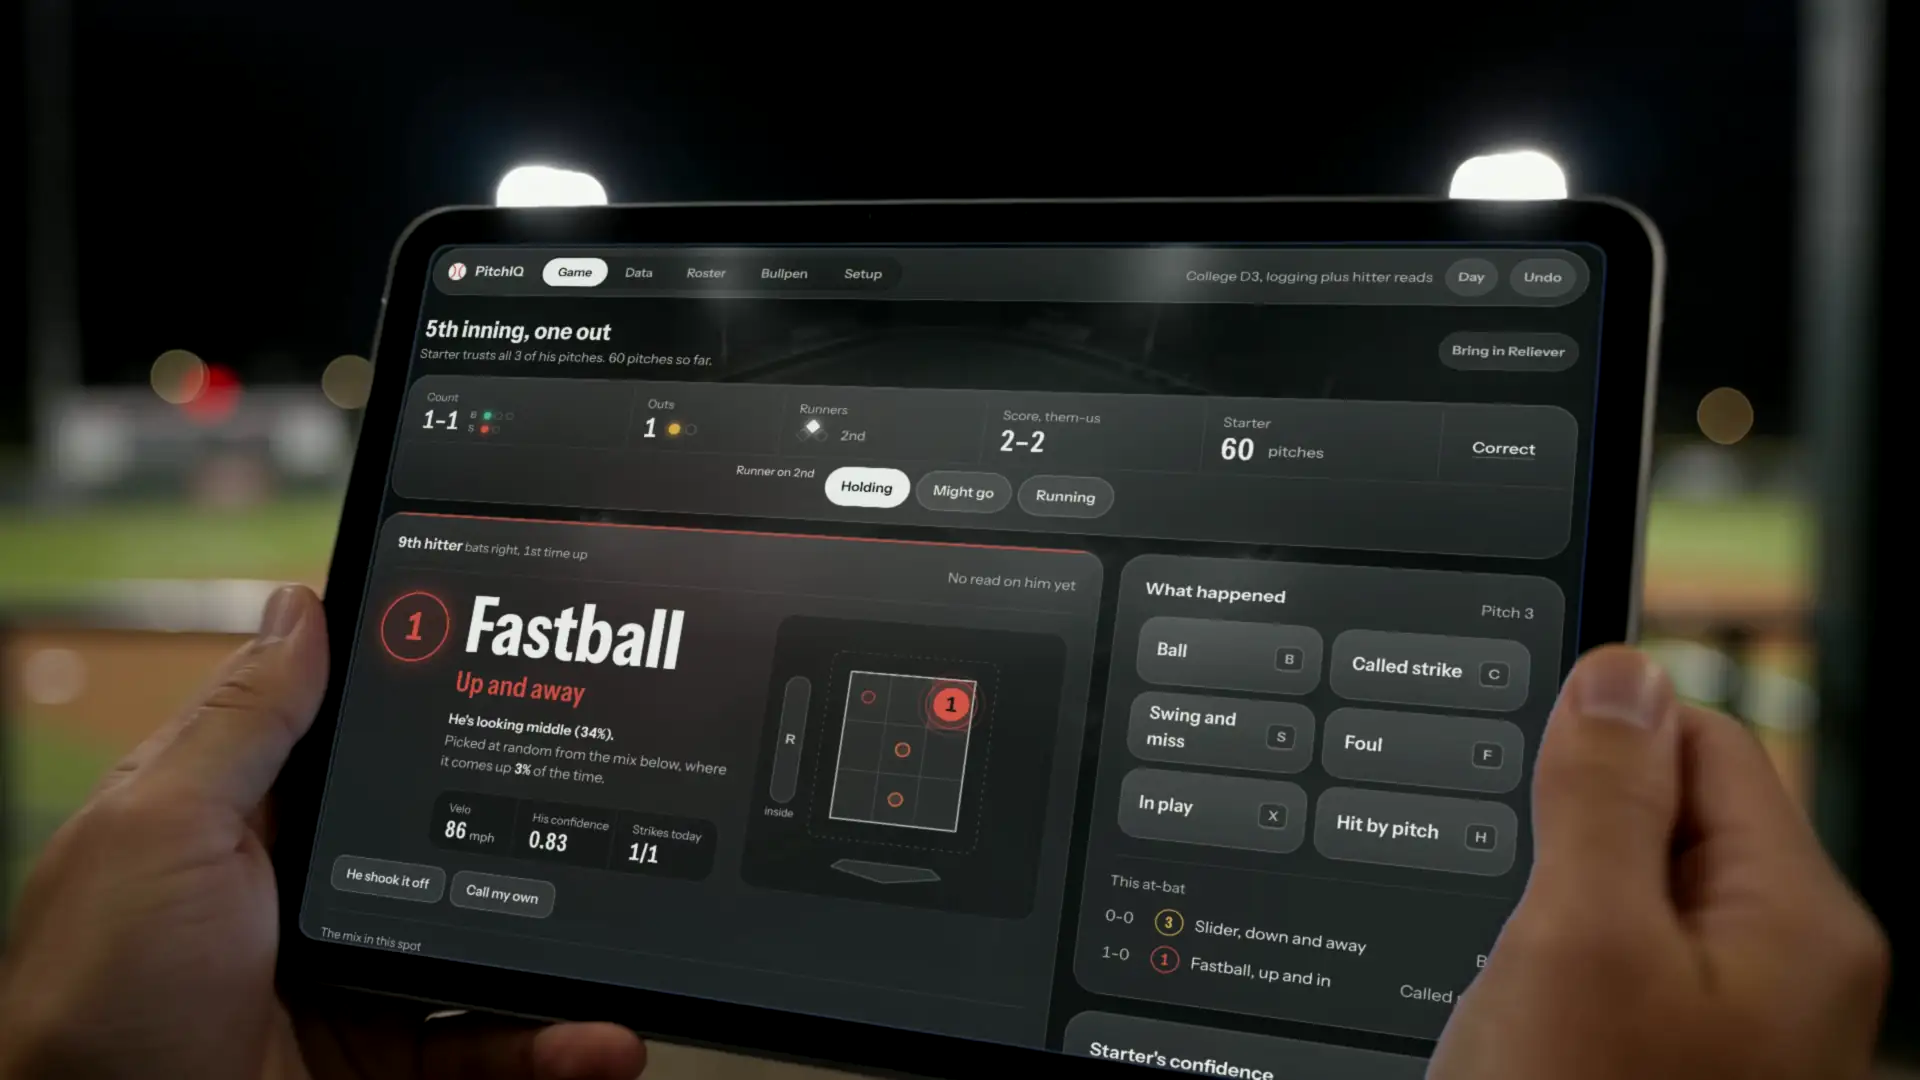 PitchIQ
Game
Data
Roster
Bullpen
Setup
College D3, logging plus hitter reads
Day
Undo
5th inning, one out
Starter trusts all 3 of his pitches. 60 pitches so far.
Bring in Reliever
Count
1-1
B
S
Outs
1
Runners
2nd
Score, them-us
2-2
Starter
60 pitches
Correct
Runner on 2nd
Holding
Might go
Running
9th hitter bats right, 1st time up
No read on him yet
1
Fastball
Up and away
He's looking middle (34%).
Picked at random from the mix below, where
it comes up 3% of the time.
Velo
86 mph
His confidence
0.83
Strikes today
1/1
He shook it off
Call my own
The mix in this spot
R
inside
1
What happened
Pitch 3
Ball B
Called strike C
Swing and
miss S
Foul F
In play X
Hit by pitch H
This at-bat
0-0 3 Slider, down and away B
1-0 1 Fastball, up and in Called
Starter's confidence